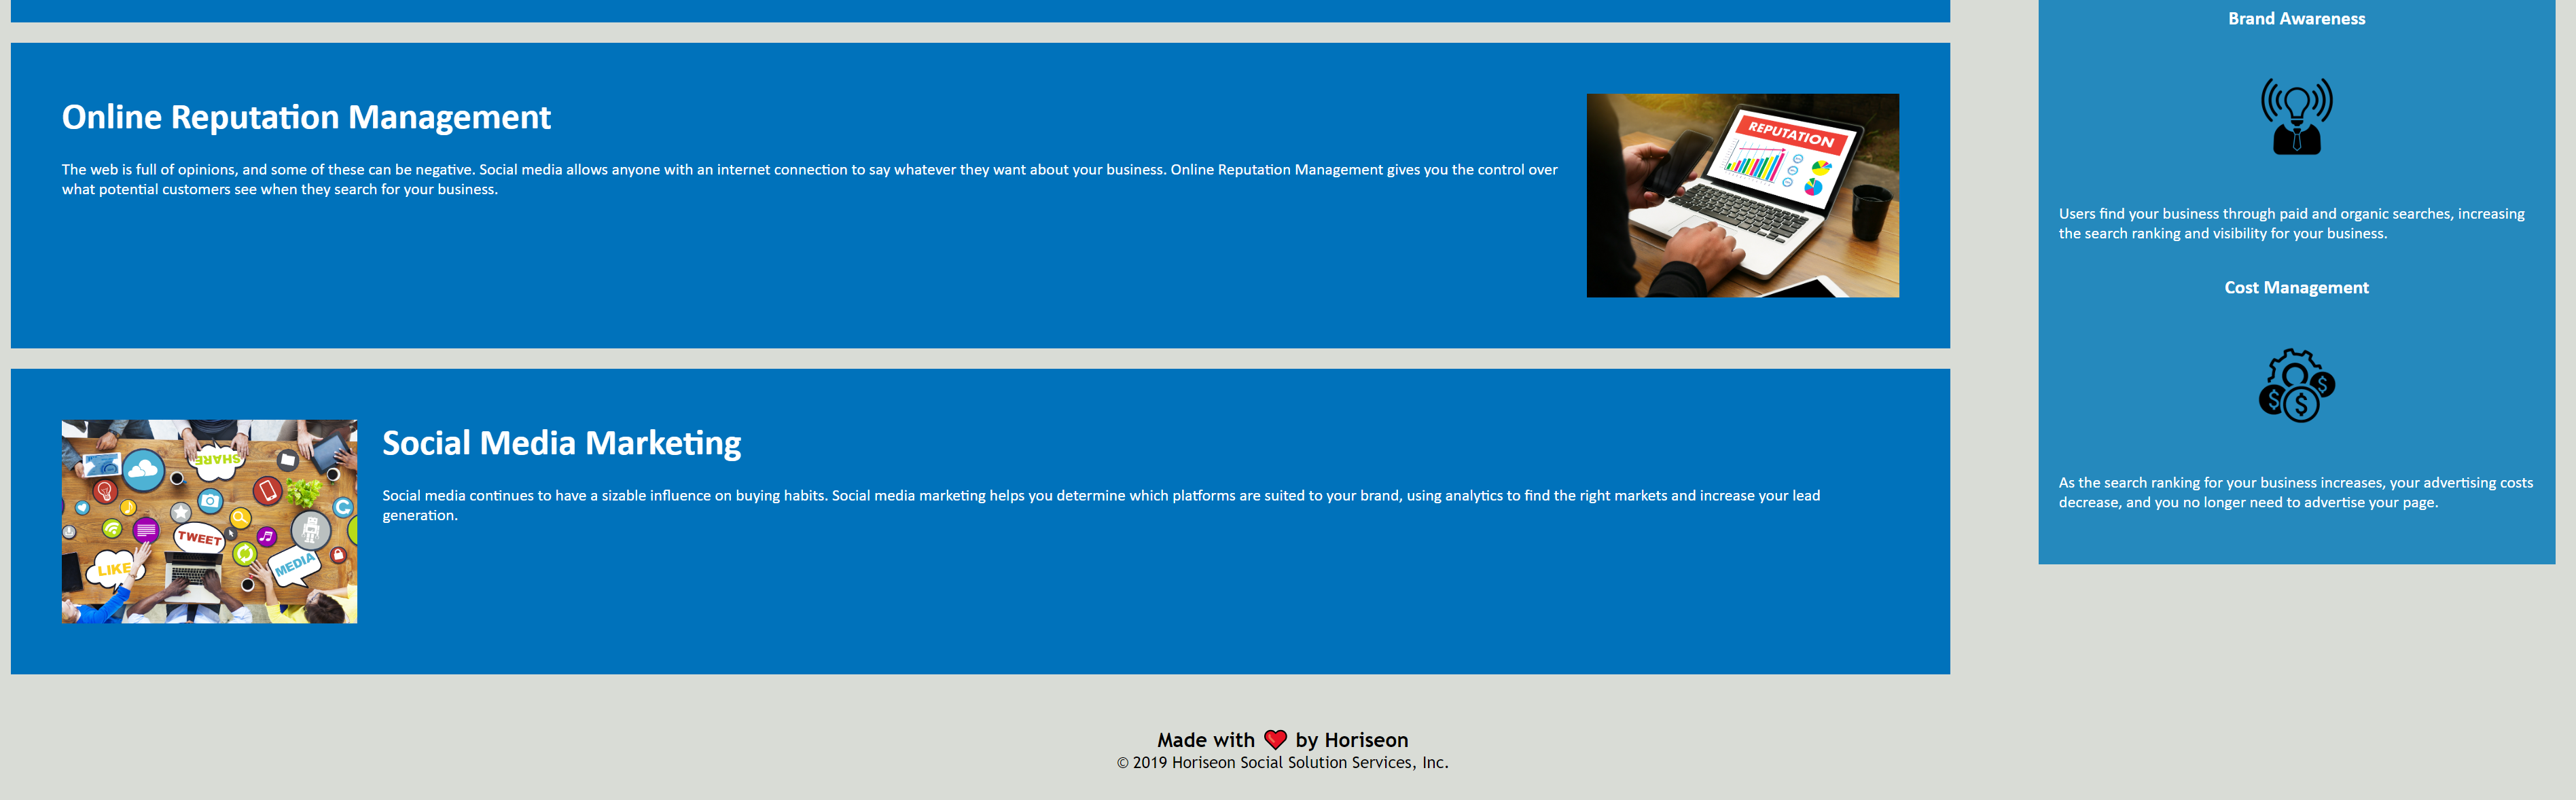 Online Reputation Management
The web is full of opinions, and some of these can be negative. Social media allows anyone with an internet connection to say whatever they want about your business. Online Reputation Management gives you the control over
what potential customers see when they search for your business.
REPUTATION
Social Media Marketing
Social media continues to have a sizable influence on buying habits. Social media marketing helps you determine which platforms are suited to your brand, using analytics to find the right markets and increase your lead
generation.
SHARE
TWEET
LIKE
MEDIA
Brand Awareness
Users find your business through paid and organic searches, increasing
the search ranking and visibility for your business.
Cost Management
$ $ $
As the search ranking for your business increases, your advertising costs
decrease, and you no longer need to advertise your page.
Made with ❤ by Horiseon
© 2019 Horiseon Social Solution Services, Inc.